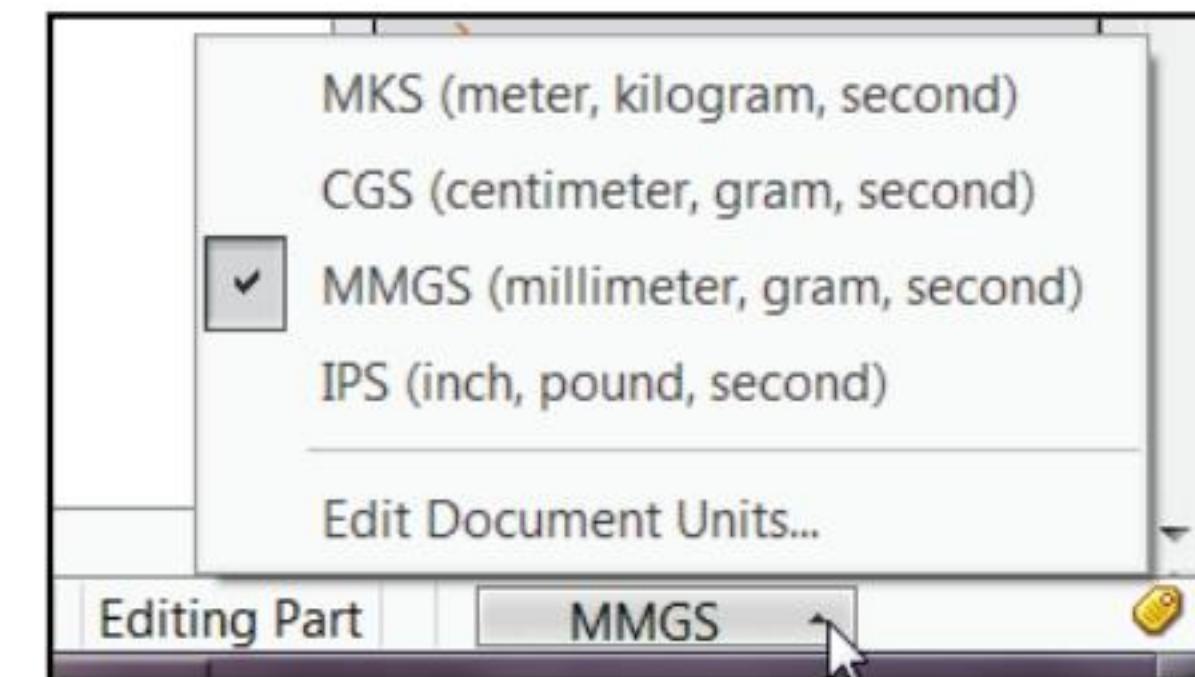 MKS (meter, kilogram, second)
CGS (centimeter, gram, second)
MMGS (millimeter, gram, second)
IPS (inch, pound, second)
Edit Document Units...
Editing Part MMGS